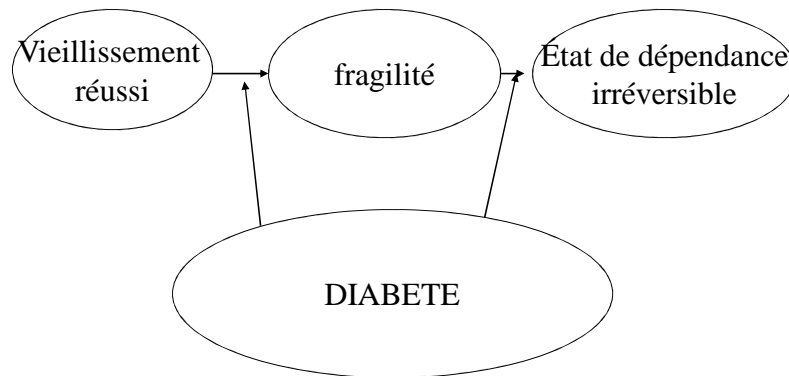 Vieillissement
réussi
fragilité
État de dépendance
irréversible
DIABETE